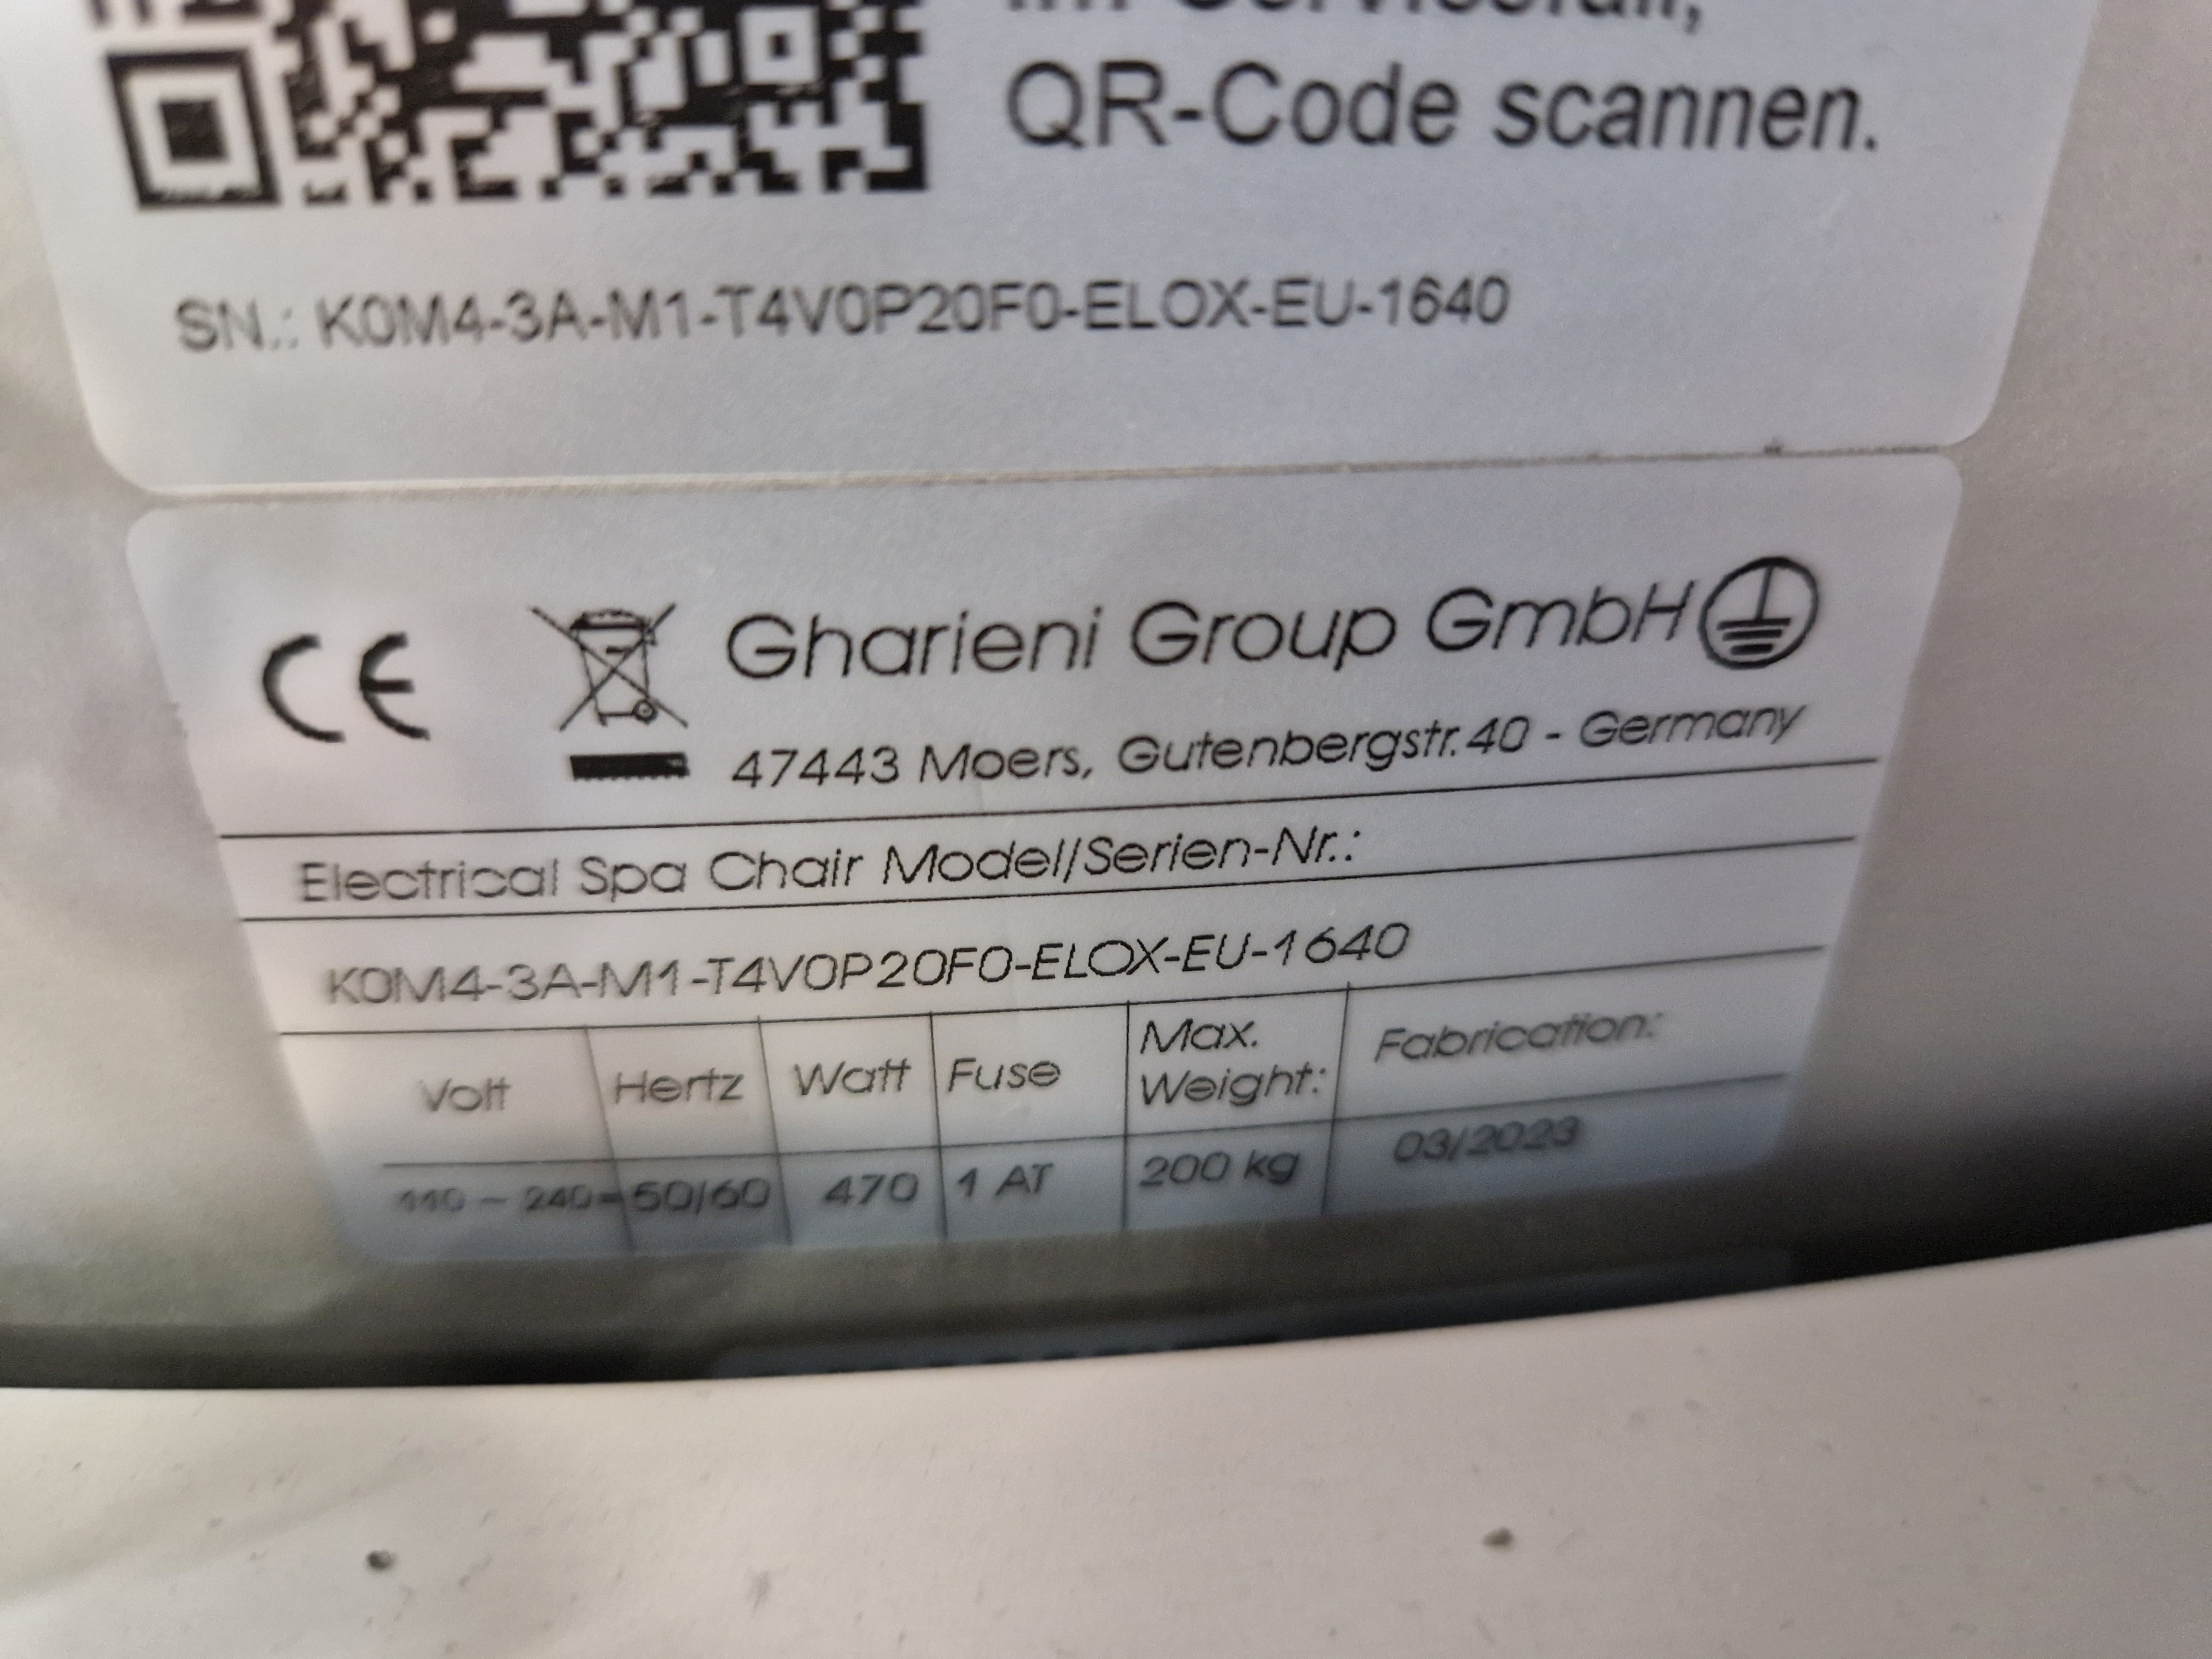 im Servicefall,
QR-Code scannen.
SN.: K0M4-3A-M1-T4V0P20F0-ELOX-EU-1640
CE
Gharieni Group GmbH
47443 Moers, Gutenbergstr.40 - Germany
Electrical Spa Chair Model/Serien-Nr.:
K0M4-3A-M1-T4V0P20F0-ELOX-EU-1640
Volt Hertz Watt Fuse Max. Weight: Fabrication:
110 ~ 240= 50/60 470 1 AT 200 kg 03/2023